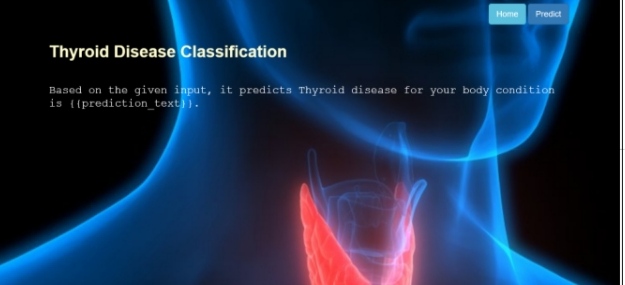 Home Predict
Thyroid Disease Classification
Based on the given input, it predicts Thyroid disease for your body condition
is {{prediction_text}}.